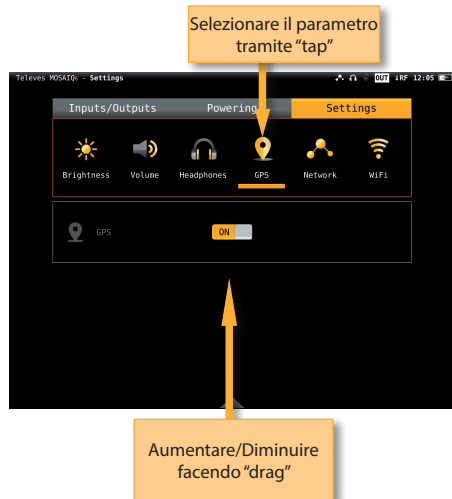 Selezionare il parametro
tramite “tap”
Televes MOSAIQ6 - Settings OUT ↓RF 12:05
Inputs/Outputs Powering Settings
Brightness Volume Headphones GPS Network WiFi
GPS ON
Aumentare/Diminuire
facendo “drag”